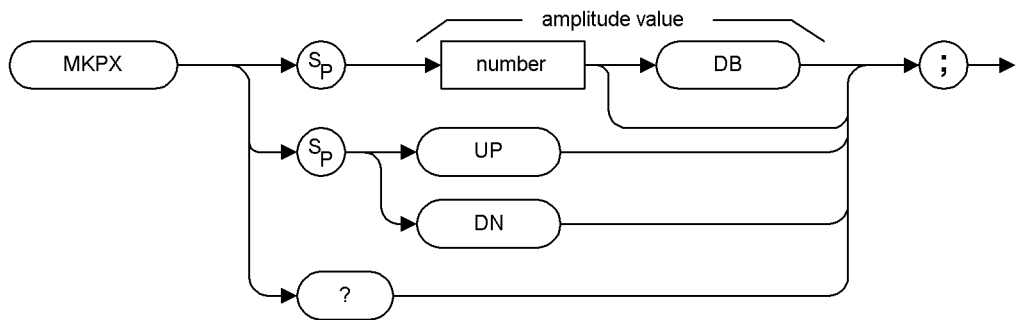 amplitude value
MKPX SP number DB ;
SP UP
DN
?